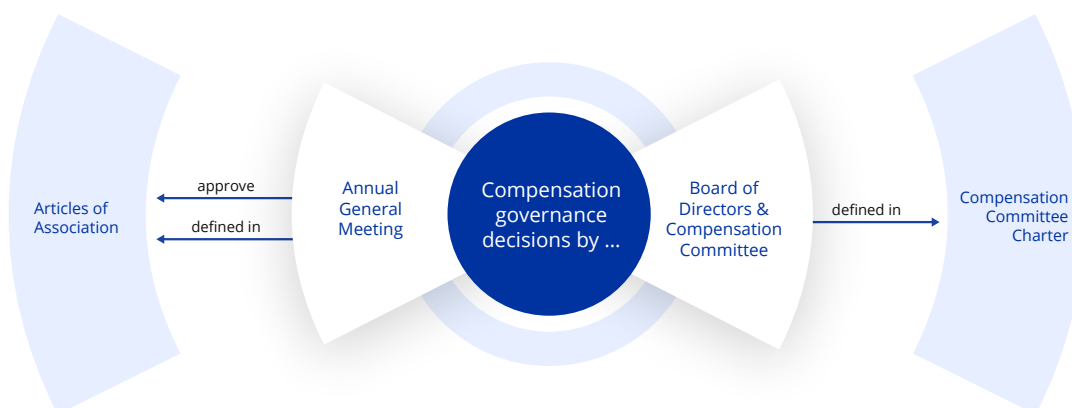 Articles of
Association
approve
defined in
Annual
General
Meeting
Compensation
governance
decisions by ...
Board of
Directors &
Compensation
Committee
defined in
Compensation
Committee
Charter